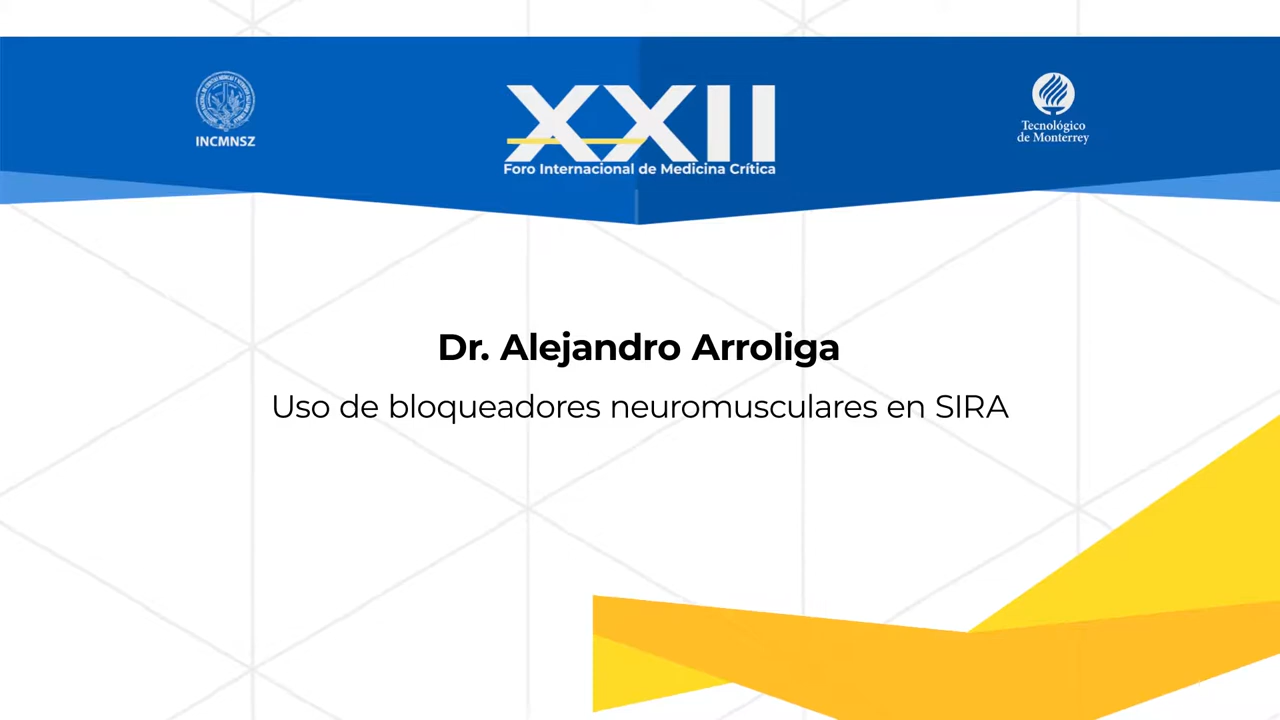 INCMNSZ
XXII
Foro Internacional de Medicina Crítica
Tecnológico
de Monterrey
Dr. Alejandro Arroliga
Uso de bloqueadores neuromusculares en SIRA